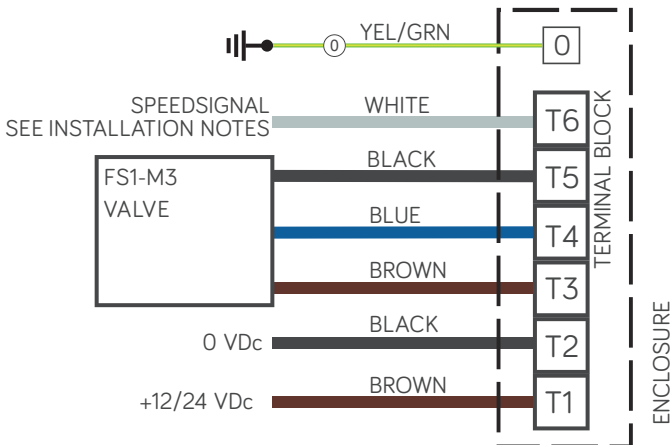 YEL/GRN
0
0
SPEEDSIGNAL
SEE INSTALLATION NOTES
WHITE
T6
FS1-M3
VALVE
BLACK
T5
BLUE
T4
BROWN
T3
0 VDc
BLACK
T2
+12/24 VDc
BROWN
T1
TERMINAL BLOCK
ENCLOSURE